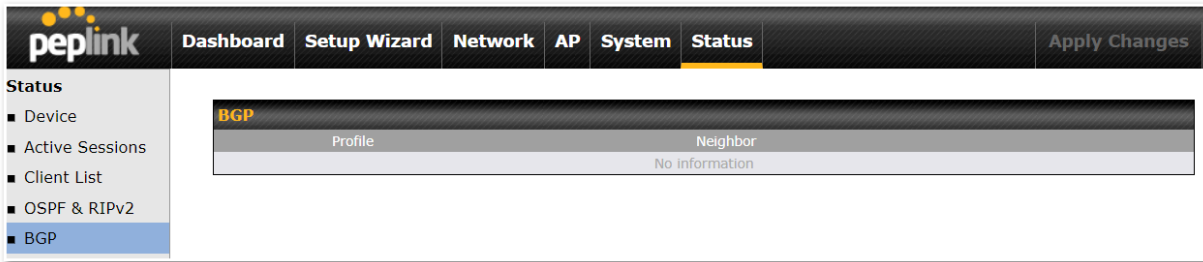 peplink
Dashboard Setup Wizard Network AP System Status Apply Changes
Status
Device
Active Sessions
Client List
OSPF & RIPv2
BGP
BGP
Profile Neighbor
No information